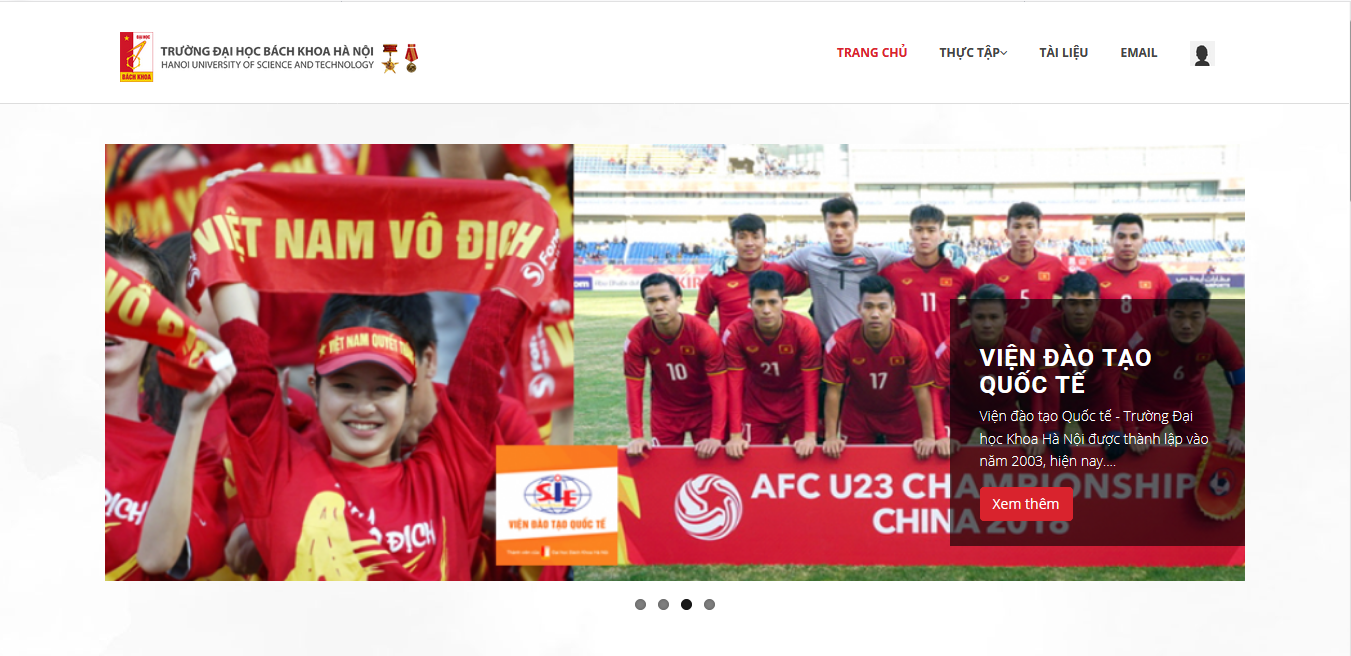 ĐẠI HỌC
BÁCH KHOA
TRƯỜNG ĐẠI HỌC BÁCH KHOA HÀ NỘI
HANOI UNIVERSITY OF SCIENCE AND TECHNOLOGY
TRANG CHỦ
THỰC TẬP
TÀI LIỆU
EMAIL
VIỆT NAM VÔ ĐỊCH
VÔ ĐỊ
VIỆT NAM QUYẾT
ĐỊCH
ĐỊCH
1
11
5
8
10
21
17
6
SIE
VIỆN ĐÀO TẠO QUỐC TẾ
AFC U23 CHAMPIONSHIP
CHINA 2018
VIỆN ĐÀO TẠO
QUỐC TẾ
Viện đào tạo Quốc tế - Trường Đại
học Khoa Hà Nội được thành lập vào
năm 2003, hiện nay....
Xem thêm